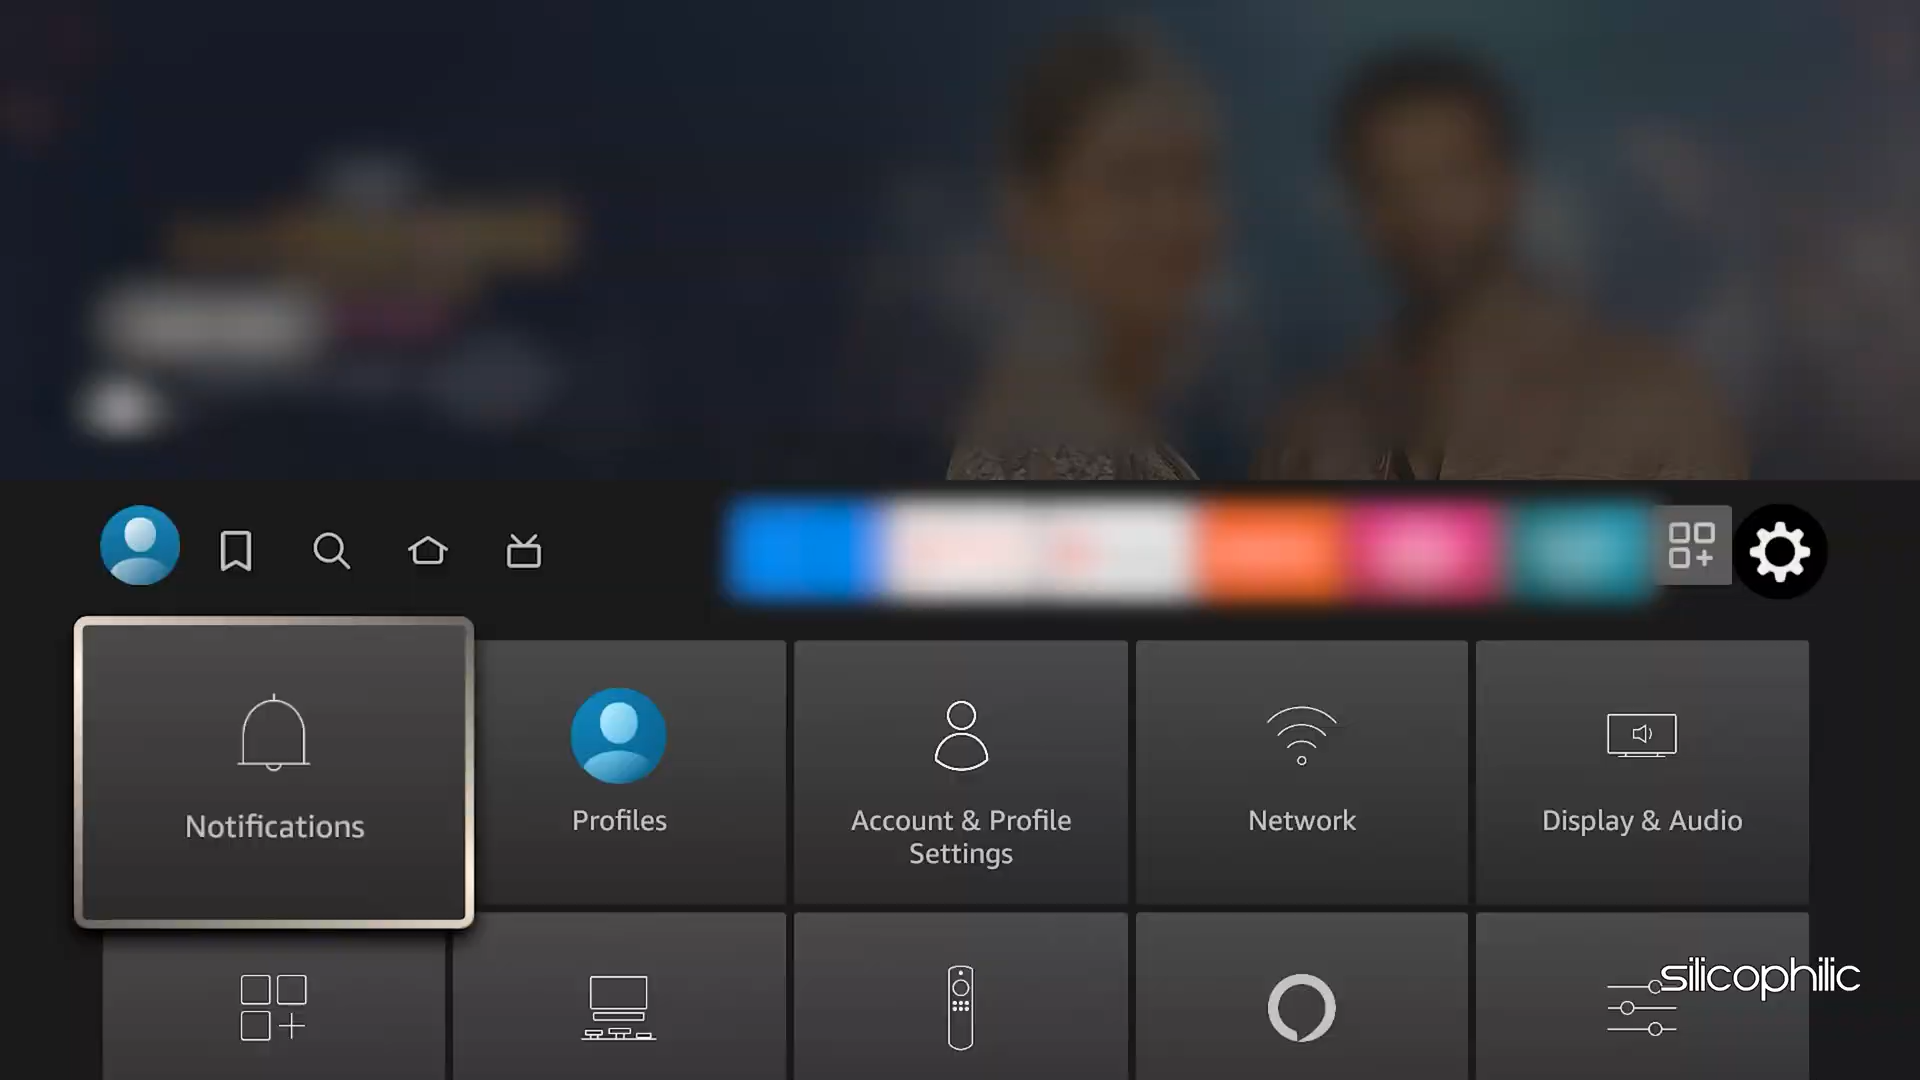 Notifications
Profiles
Account & Profile
Settings
Network
Display & Audio
silicophilic